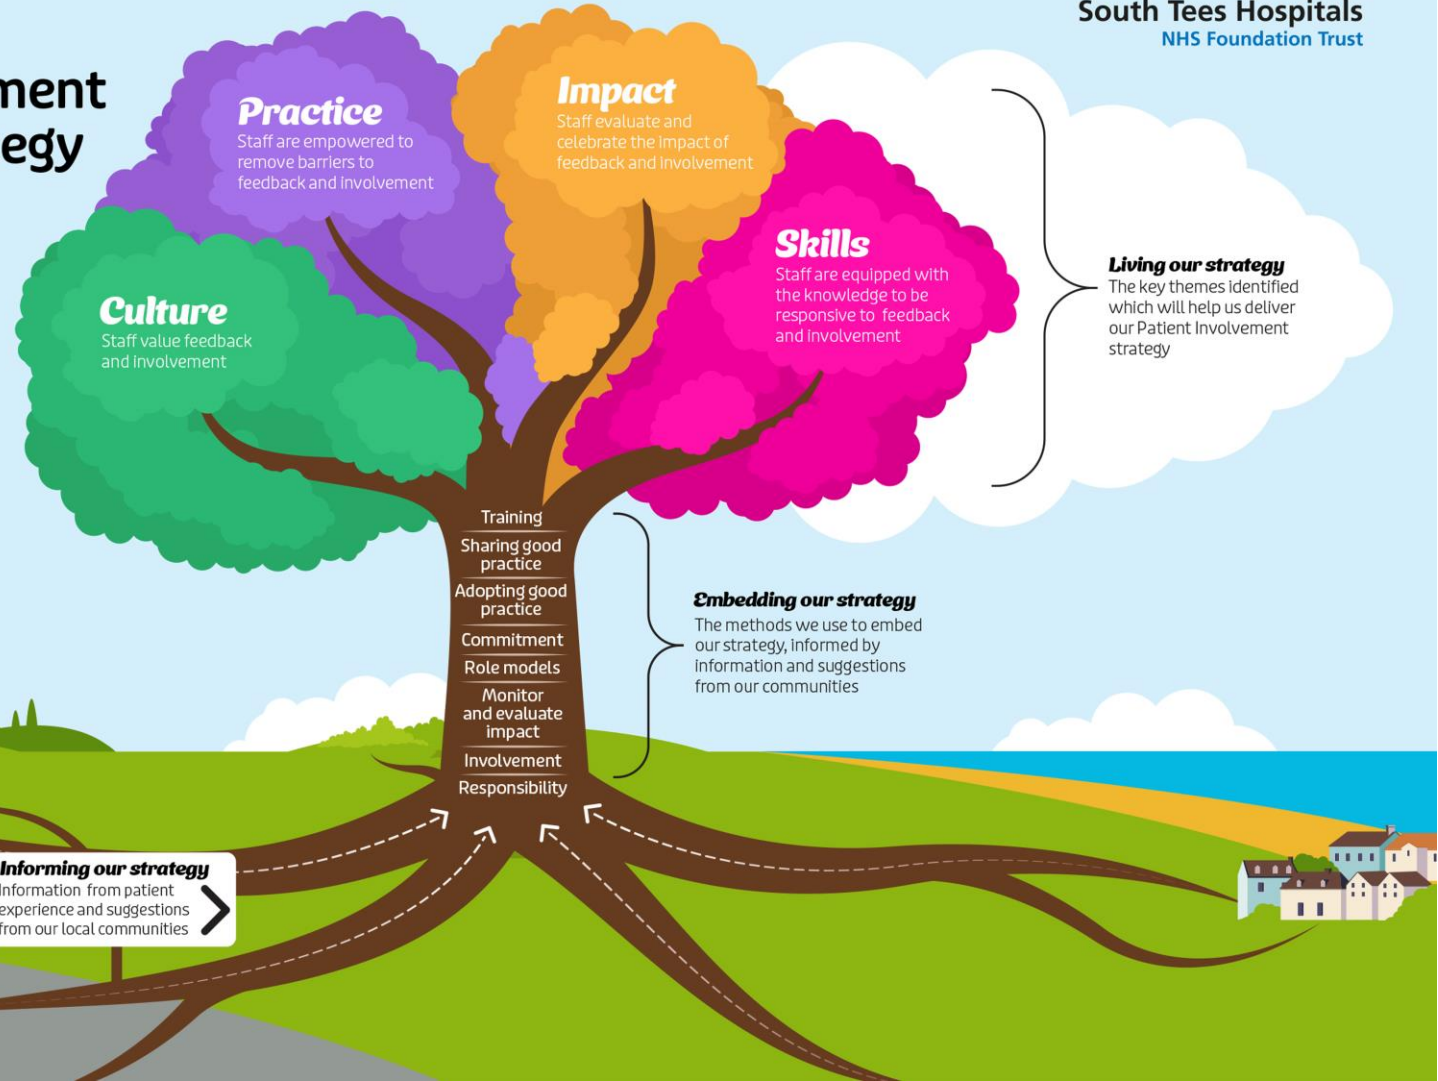 South Tees Hospitals
NHS Foundation Trust
ment
egy
Practice
Staff are empowered to
remove barriers to
feedback and involvement
Impact
Staff evaluate and
celebrate the impact of
feedback and involvement
Skills
Staff are equipped with
the knowledge to be
responsive to feedback
and involvement
Culture
Staff value feedback
and involvement
Living our strategy
The key themes identified
which will help us deliver
our Patient Involvement
strategy
Training
Sharing good
practice
Adopting good
practice
Commitment
Role models
Monitor
and evaluate
impact
Involvement
Responsibility
Embedding our strategy
The methods we use to embed
our strategy, informed by
information and suggestions
from our communities
Informing our strategy
Information from patient
experience and suggestions
from our local communities